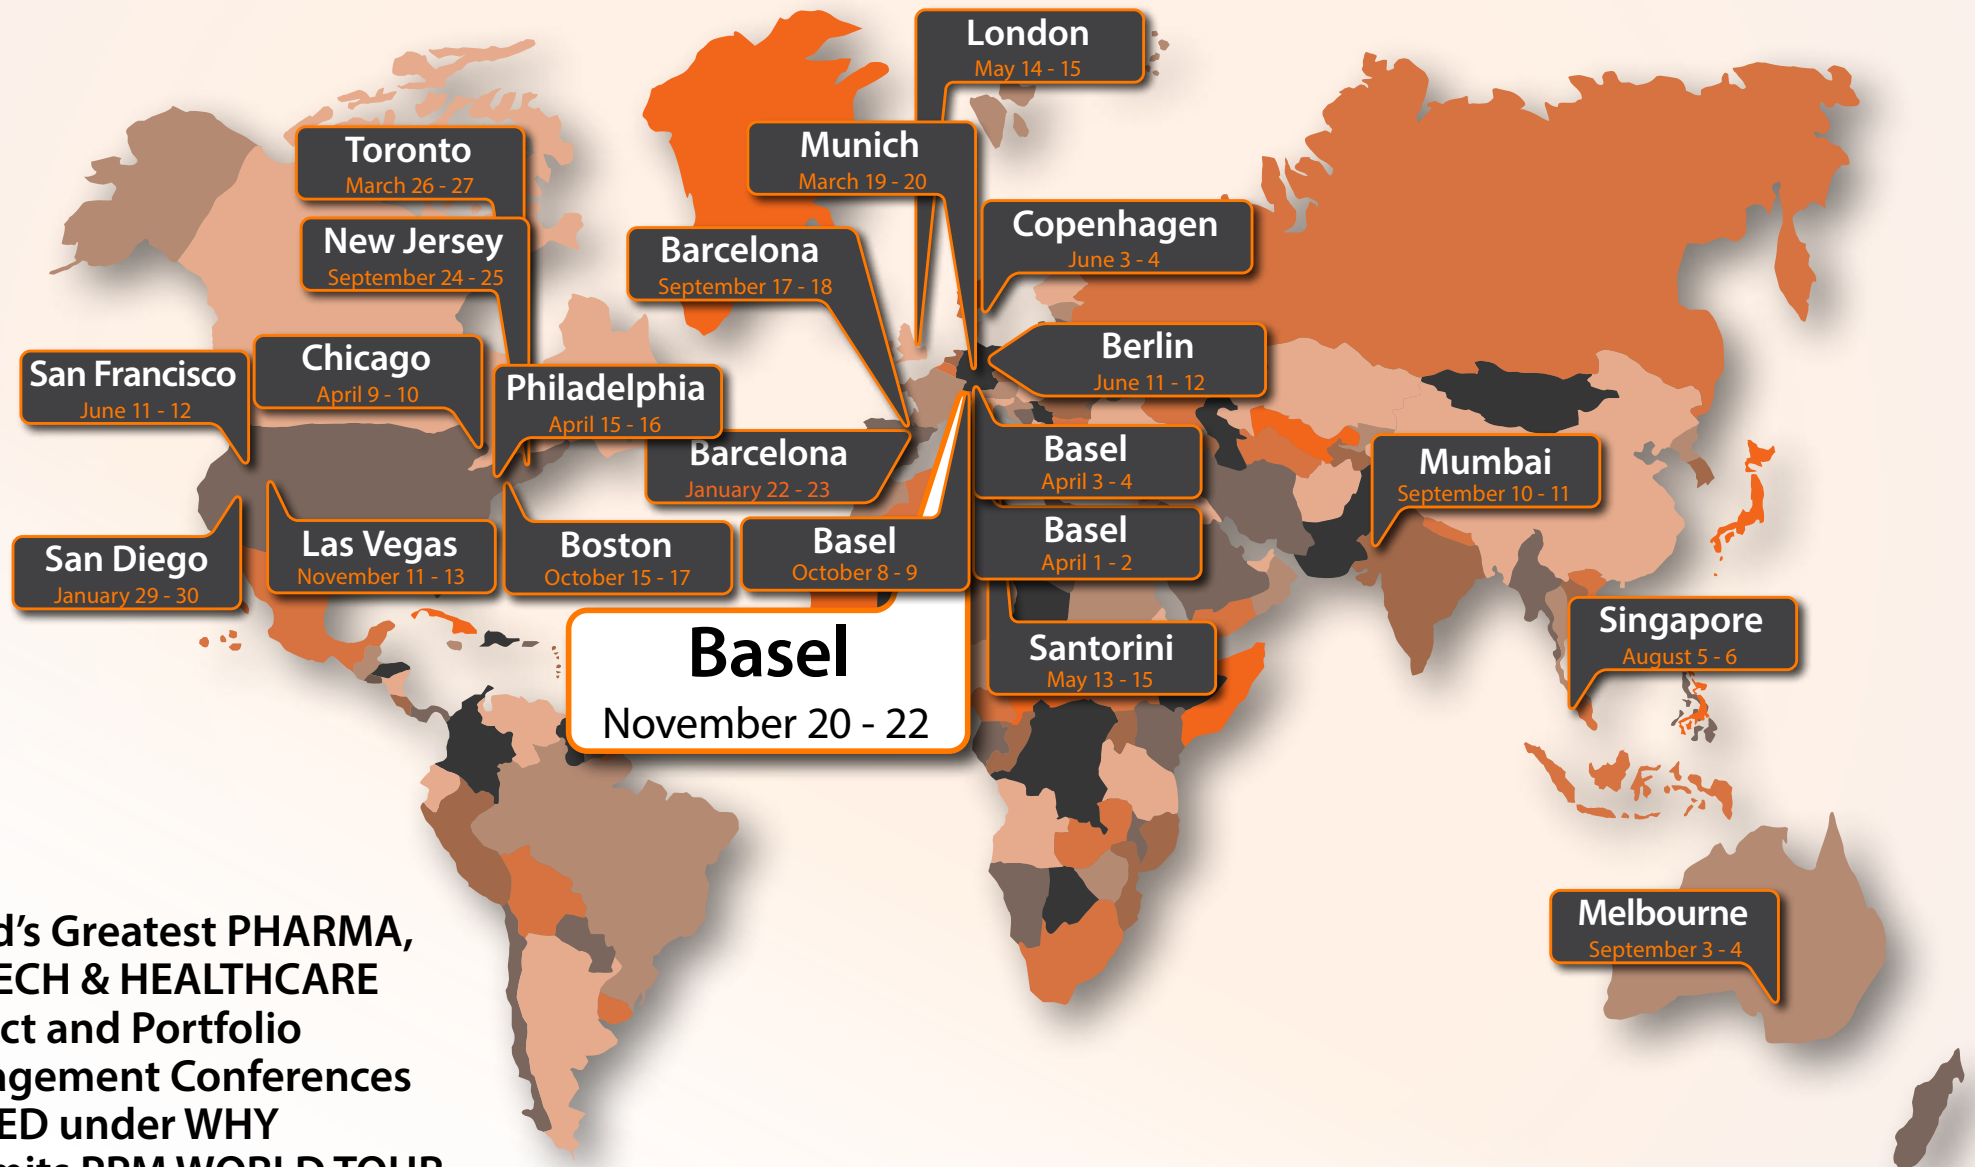 London
May 14 - 15
Toronto
March 26 - 27
Munich
March 19 - 20
New Jersey
September 24 - 25
Barcelona
September 17 - 18
Copenhagen
June 3 - 4
San Francisco
June 11 - 12
Chicago
April 9 - 10
Philadelphia
April 15 - 16
Berlin
June 11 - 12
Barcelona
January 22 - 23
Basel
April 3 - 4
Mumbai
September 10 - 11
San Diego
January 29 - 30
Las Vegas
November 11 - 13
Boston
October 15 - 17
Basel
October 8 - 9
Basel
April 1 - 2
Basel
November 20 - 22
Santorini
May 13 - 15
Singapore
August 5 - 6
Melbourne
September 3 - 4
d's Greatest PHARMA,
ECH & HEALTHCARE
ct and Portfolio
agement Conferences
ED under WHY
mits PPM WORLD TOUR